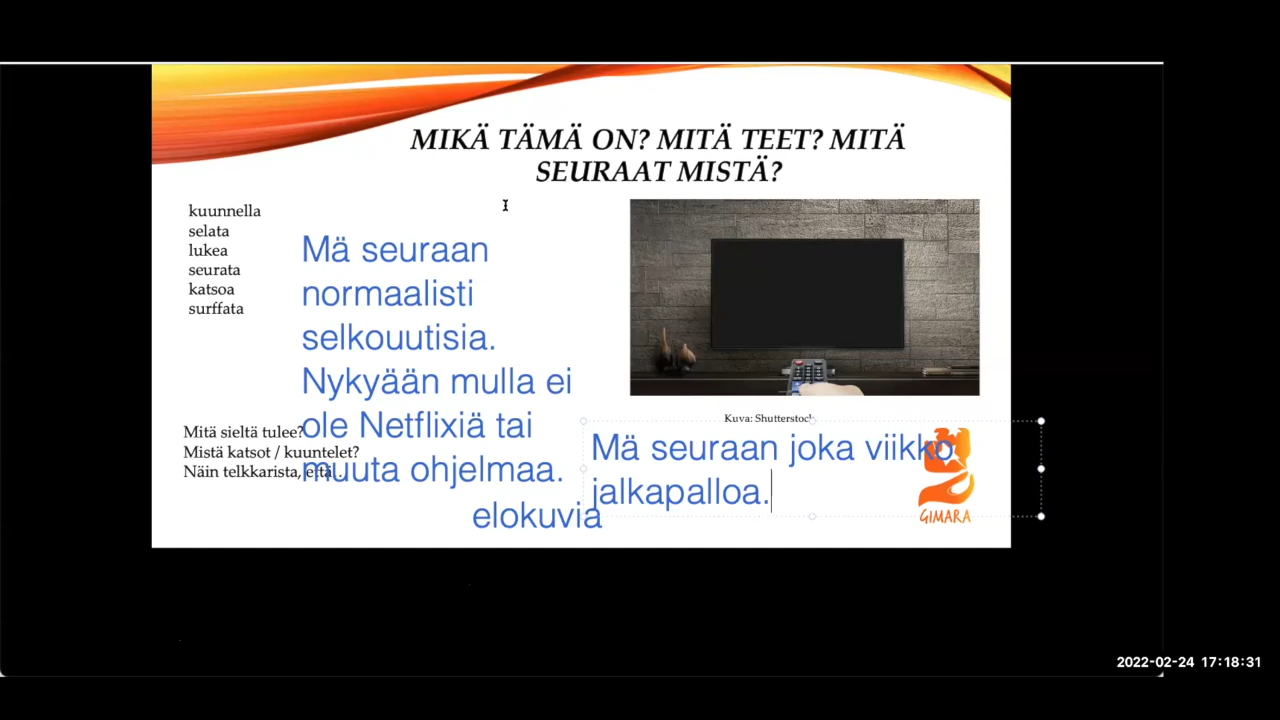 MIKÄ TÄMÄ ON? MITÄ TEET? MITÄ
SEURAAT MISTÄ?
kuunnella
selata
lukea
seurata
katsoa
surffata
Mä seuraan
normaalisti
selkouutisia.
Nykyään mulla ei
ole Netflixiä tai
muuta ohjelmaa.
elokuvia
Mitä sieltä tulee?
Mistä katsot / kuuntelet?
Näin telkkarista, että...
Kuva: Shutterstock
Mä seuraan joka viikko
jalkapalloa.
GIMARA
2022-02-24 17:18:31